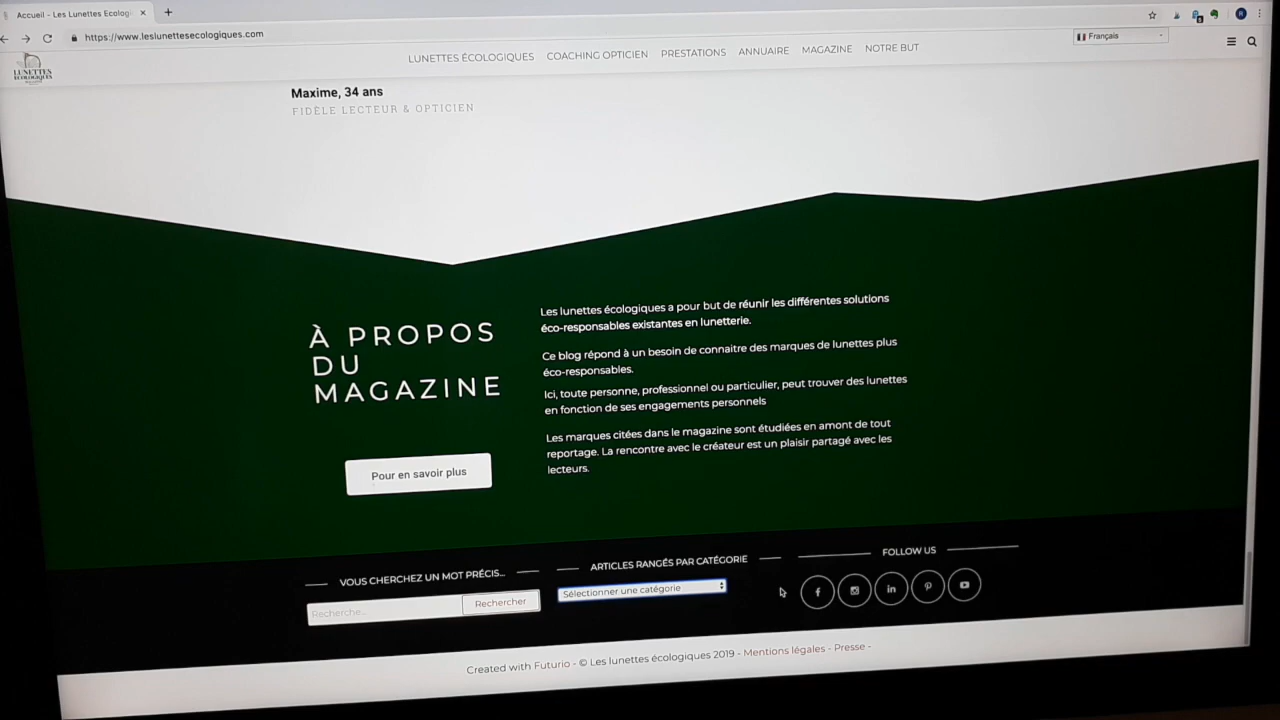 Accueil - Les Lunettes Ecolog
https://www.leslunettesecologiques.com
LUNETTES
ÉCOLOGIQUES
LUNETTES ÉCOLOGIQUES COACHING OPTICIEN PRESTATIONS ANNUAIRE MAGAZINE NOTRE BUT
Français
Maxime, 34 ans
FIDÈLE LECTEUR & OPTICIEN
À PROPOS
DU
MAGAZINE
Pour en savoir plus
Les lunettes écologiques a pour but de réunir les différentes solutions
éco-responsables existantes en lunetterie.
Ce blog répond à un besoin de connaitre des marques de lunettes plus
éco-responsables.
Ici, toute personne, professionnel ou particulier, peut trouver des lunettes
en fonction de ses engagements personnels
Les marques citées dans le magazine sont étudiées en amont de tout
reportage. La rencontre avec le créateur est un plaisir partagé avec les
lecteurs.
VOUS CHERCHEZ UN MOT PRÉCIS...
Recherche...
Rechercher
ARTICLES RANGÉS PAR CATÉGORIE
Sélectionner une catégorie
FOLLOW US
Created with Futurio - © Les lunettes écologiques 2019 - Mentions légales - Presse -